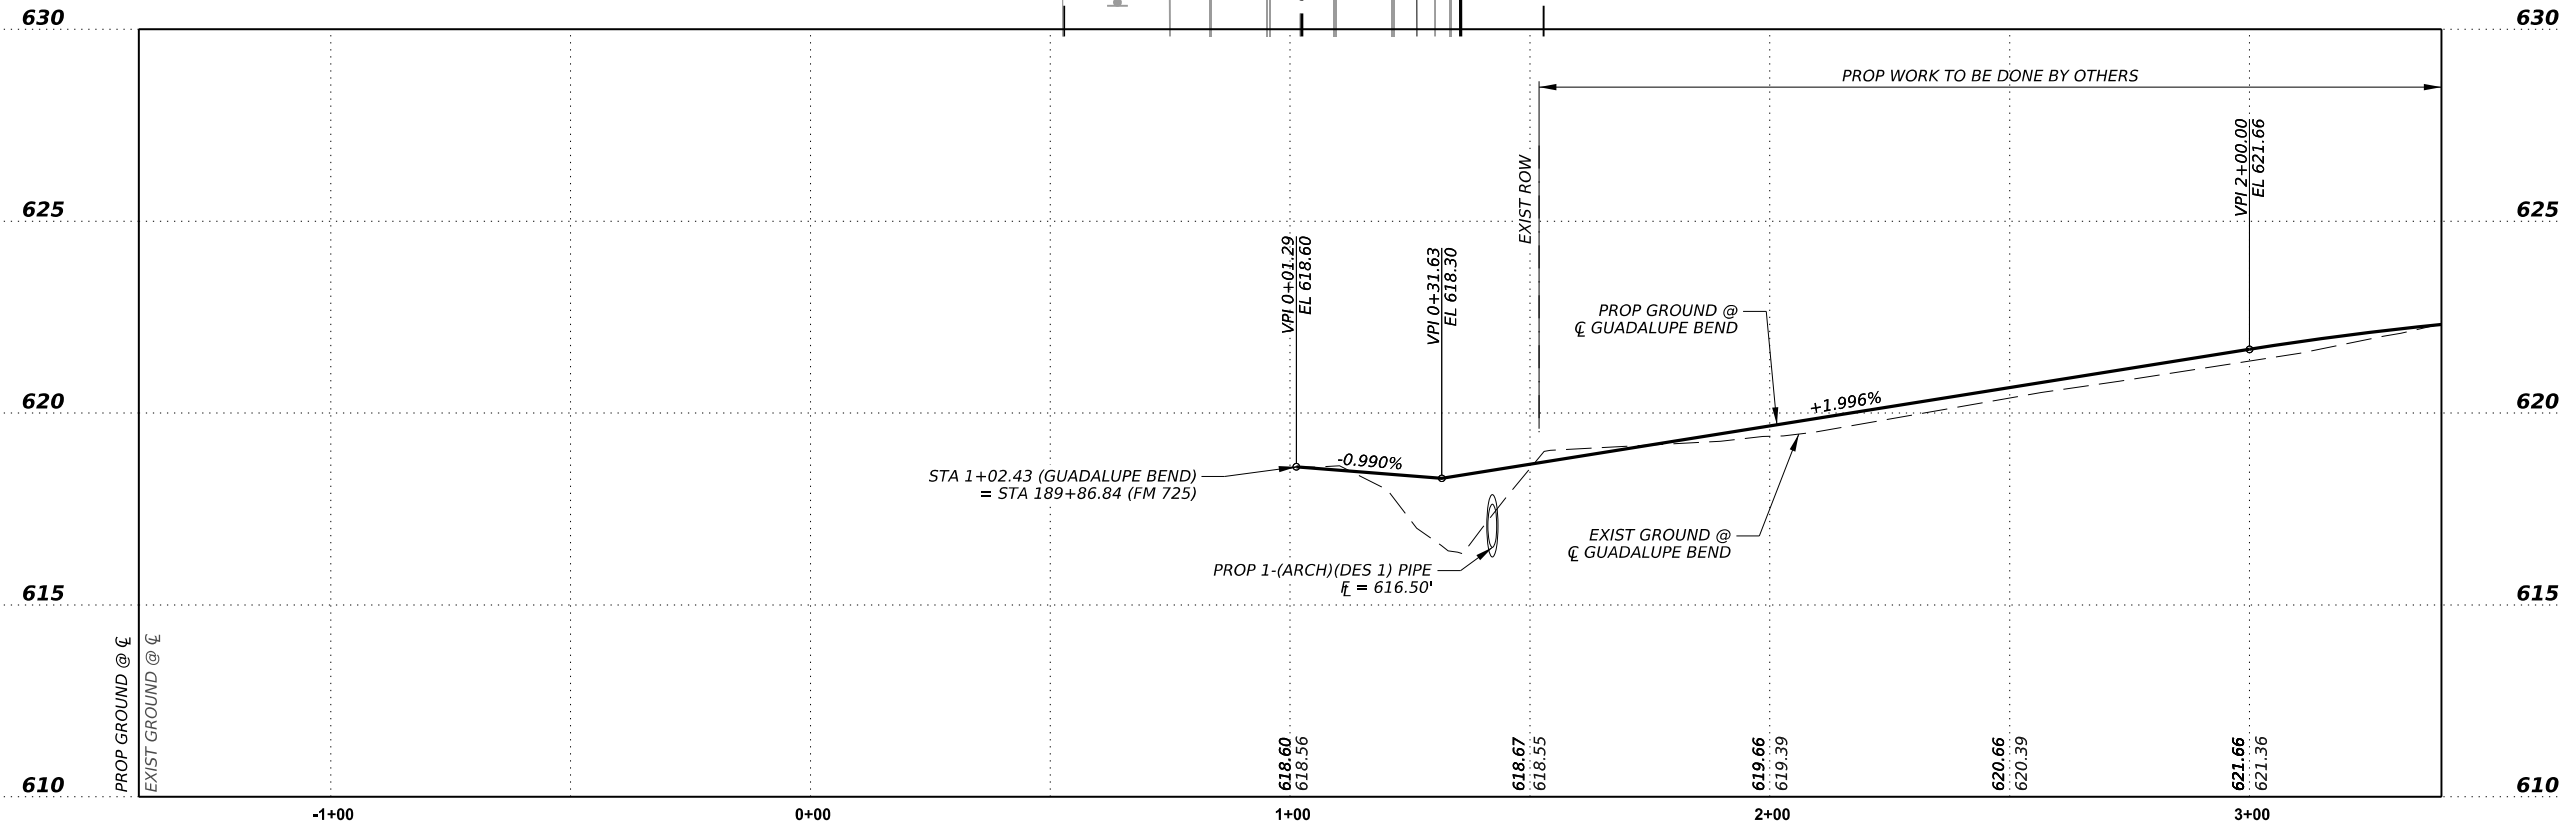 630
630
PROP WORK TO BE DONE BY OTHERS
VPI 2+00.00
EL 621.66
EXIST ROW
625
625
VPI 0+01.29
EL 618.60
VPI 0+31.63
EL 618.30
PROP GROUND @
℄ GUADALUPE BEND
620
620
+1.996%
-0.990%
STA 1+02.43 (GUADALUPE BEND)
= STA 189+86.84 (FM 725)
EXIST GROUND @
℄ GUADALUPE BEND
PROP 1-(ARCH)(DES 1) PIPE
FL = 616.50'
615
615
PROP GROUND @ ℄
EXIST GROUND @ ℄
618.60
618.56
618.67
618.55
619.66
619.39
620.66
620.39
621.66
621.36
610
610
-1+00
0+00
1+00
2+00
3+00